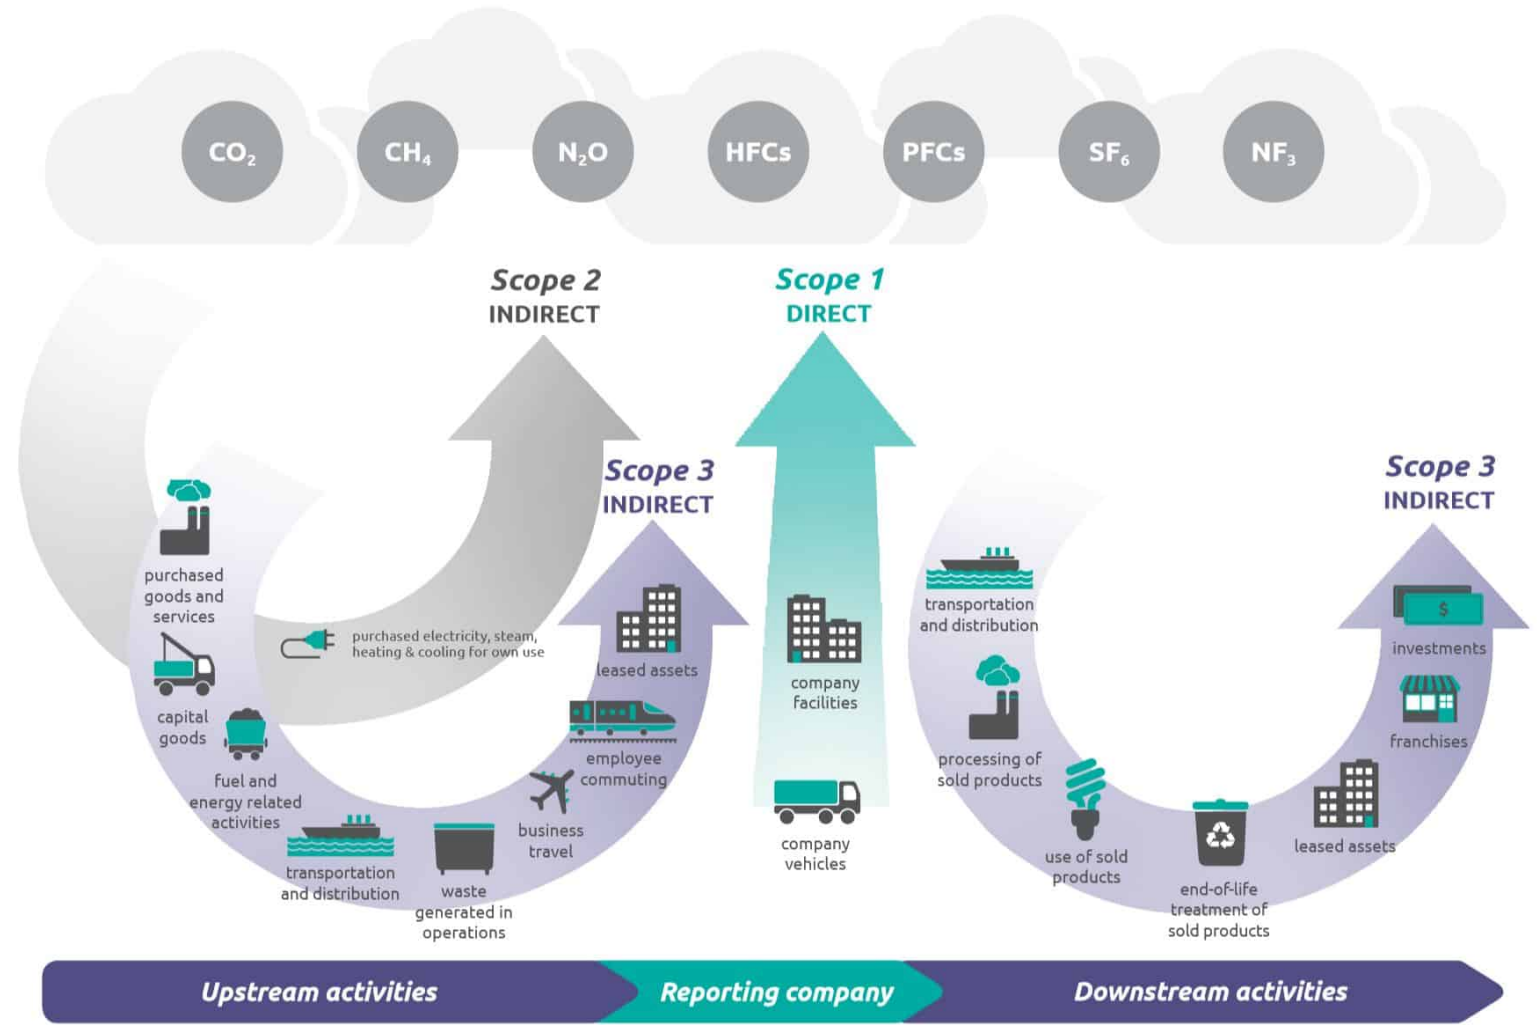 CO₂
CH₄
N₂O
HFCs
PFCs
SF₆
NF₃
Scope 2
INDIRECT
Scope 1
DIRECT
Scope 3
INDIRECT
Scope 3
INDIRECT
purchased
goods and
services
capital
goods
fuel and
energy related
activities
transportation
and distribution
waste
generated in
operations
business
travel
employee
commuting
leased assets
purchased electricity, steam,
heating & cooling for own use
company
facilities
company
vehicles
transportation
and distribution
processing of
sold products
use of sold
products
end-of-life
treatment of
sold products
leased assets
franchises
$
investments
Upstream activities
Reporting company
Downstream activities